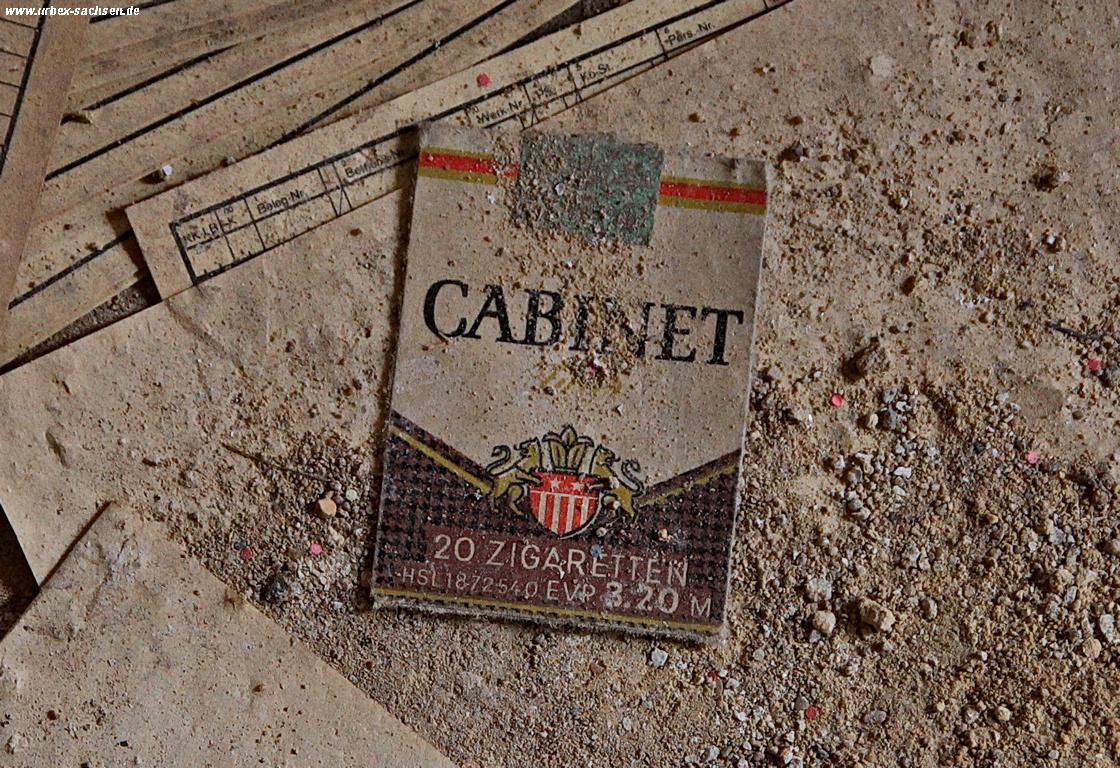 www.urbex-sachsen.de
Pers.-Nr.
Werk-Nr.
Ko-St
Beleg-Nr.
CABINET
20 ZIGARETTEN
HSL 1872540 EVP 3.20 M